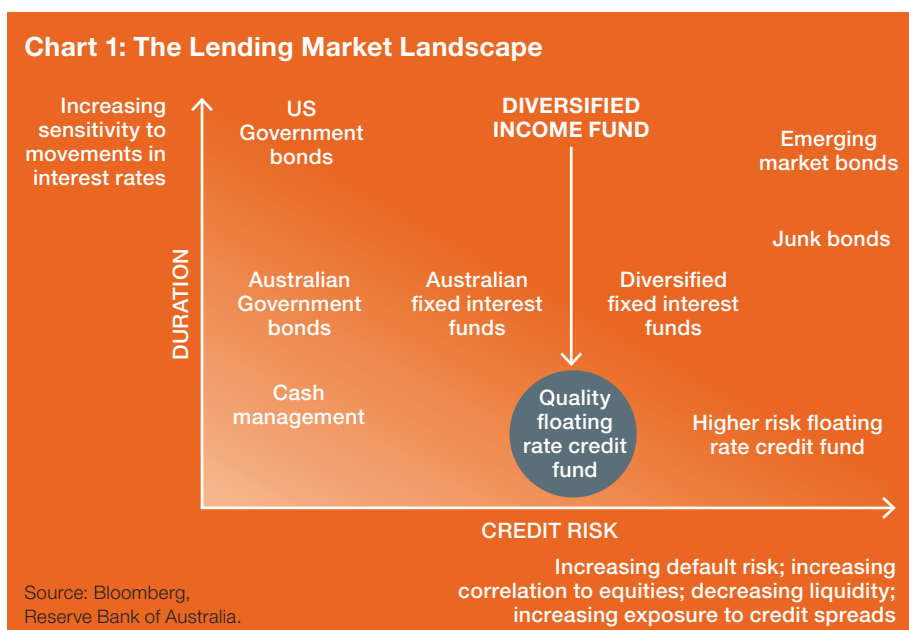 Chart 1: The Lending Market Landscape
Increasing
sensitivity to
movements in
interest rates
US
Government
bonds
DIVERSIFIED
INCOME FUND
Emerging
market bonds
Junk bonds
DURATION
Australian
Government
bonds
Australian
fixed interest
funds
Diversified
fixed interest
funds
Cash
management
Quality
floating
rate credit
fund
Higher risk floating
rate credit fund
CREDIT RISK
Increasing default risk; increasing
correlation to equities; decreasing liquidity;
increasing exposure to credit spreads
Source: Bloomberg,
Reserve Bank of Australia.